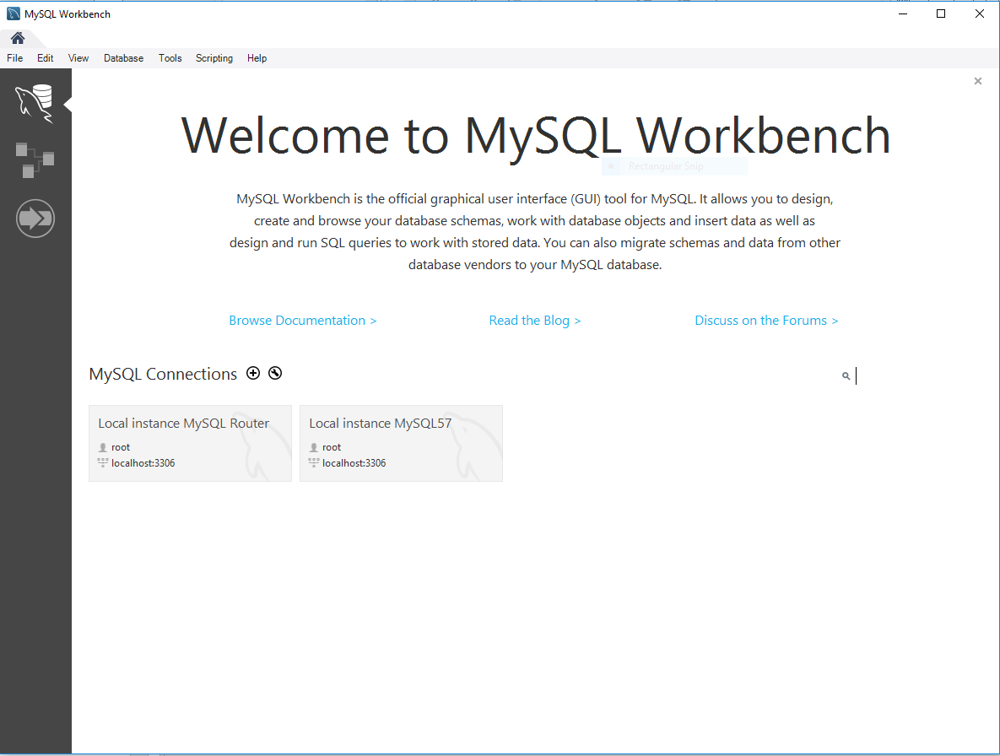 MySQL Workbench
File Edit View Database Tools Scripting Help
Welcome to MySQL Workbench
Rectangular Snip
MySQL Workbench is the official graphical user interface (GUI) tool for MySQL. It allows you to design,
create and browse your database schemas, work with database objects and insert data as well as
design and run SQL queries to work with stored data. You can also migrate schemas and data from other
database vendors to your MySQL database.
Browse Documentation > Read the Blog > Discuss on the Forums >
MySQL Connections
Local instance MySQL Router
root
localhost:3306
Local instance MySQL57
root
localhost:3306